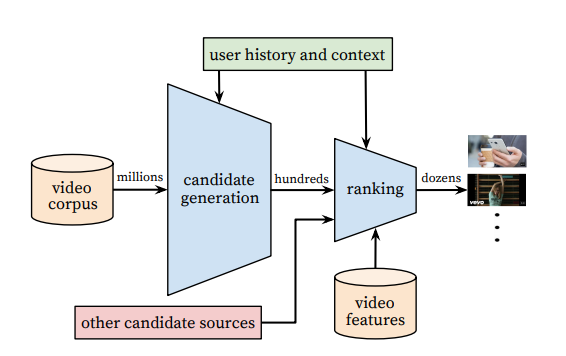 user history and context
millions
hundreds
dozens
video
corpus
candidate
generation
ranking
vevo
other candidate sources
video
features